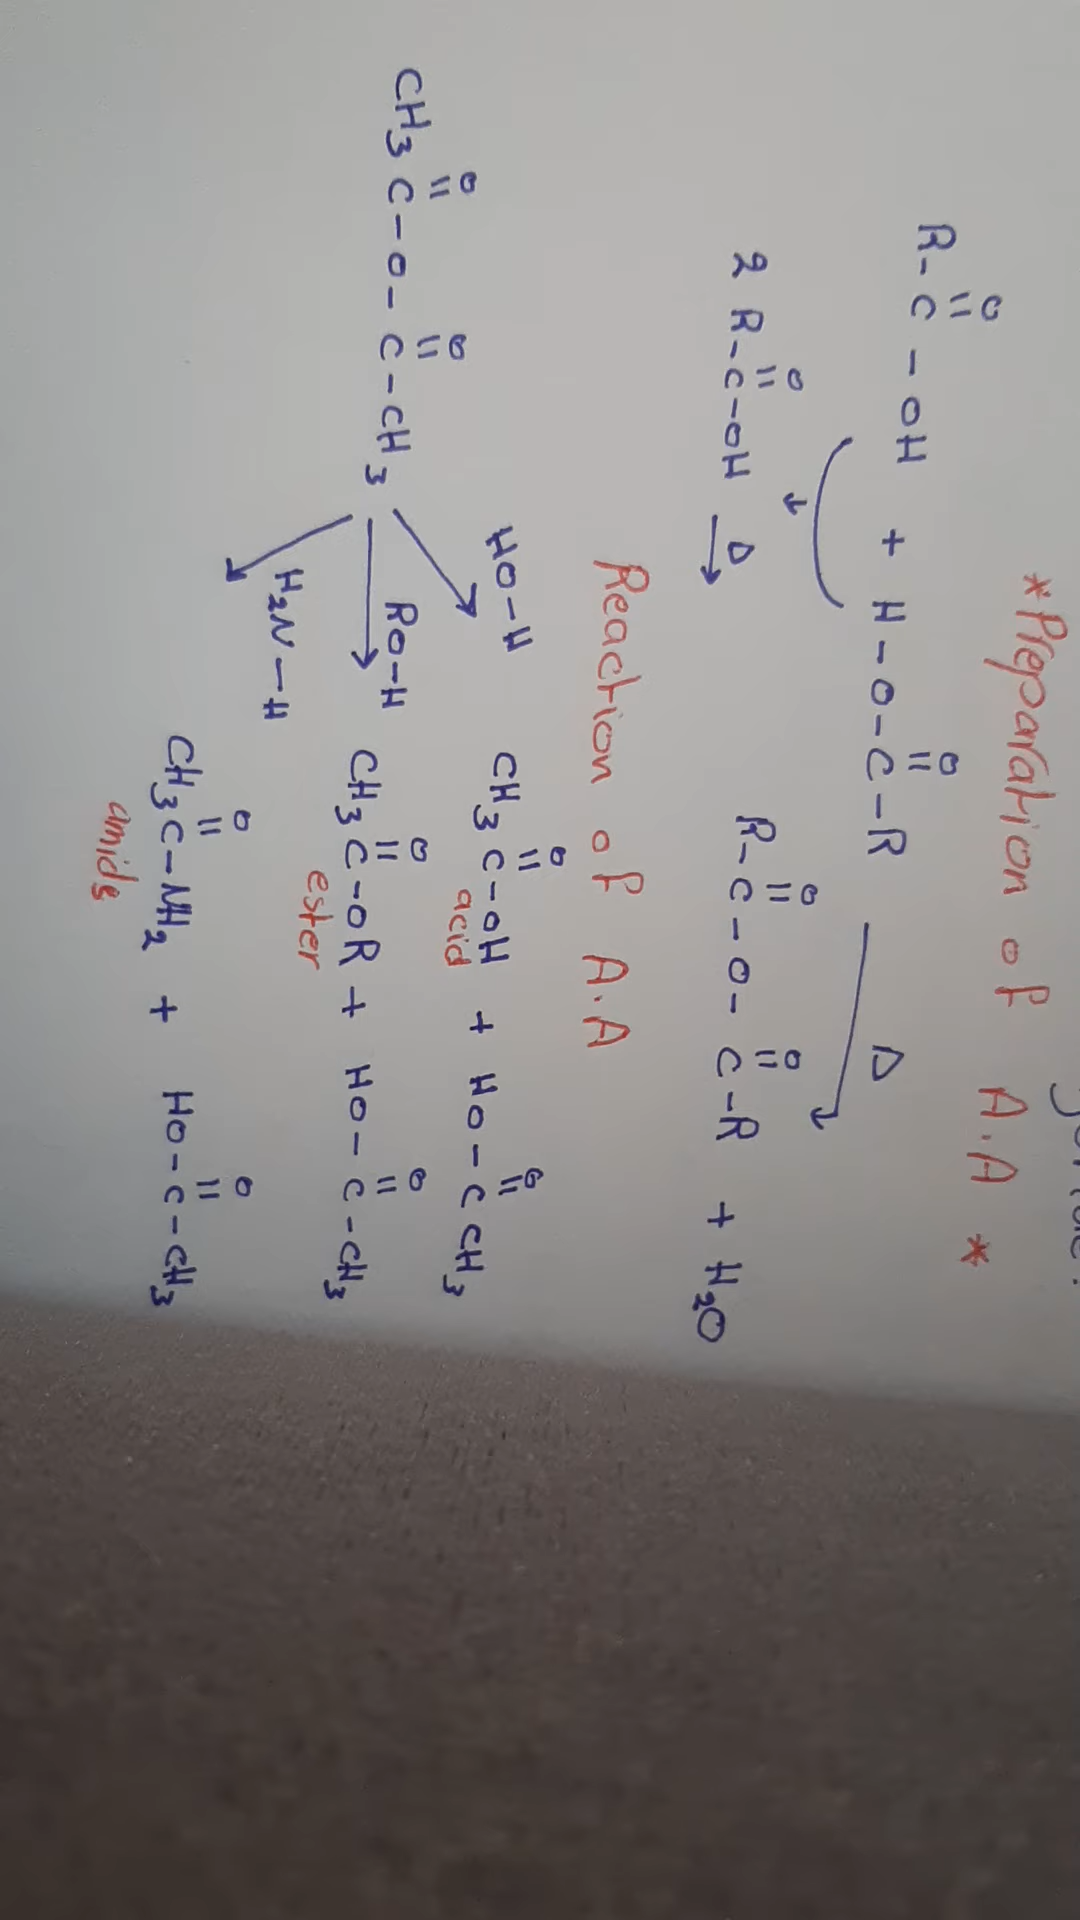 *Preparation of A.A *
R-C(=O)-OH + H-O-C(=O)-R Δ→
2 R-C(=O)-OH Δ→ R-C(=O)-O-C(=O)-R + H2O
Reaction of A.A
HO-H CH3C(=O)-OH + HO-C(=O)CH3
acid
CH3C(=O)-O-C(=O)-CH3 RO-H CH3C(=O)-OR + HO-C(=O)-CH3
ester
H2N-H CH3C(=O)-NH2 + HO-C(=O)-CH3
amide